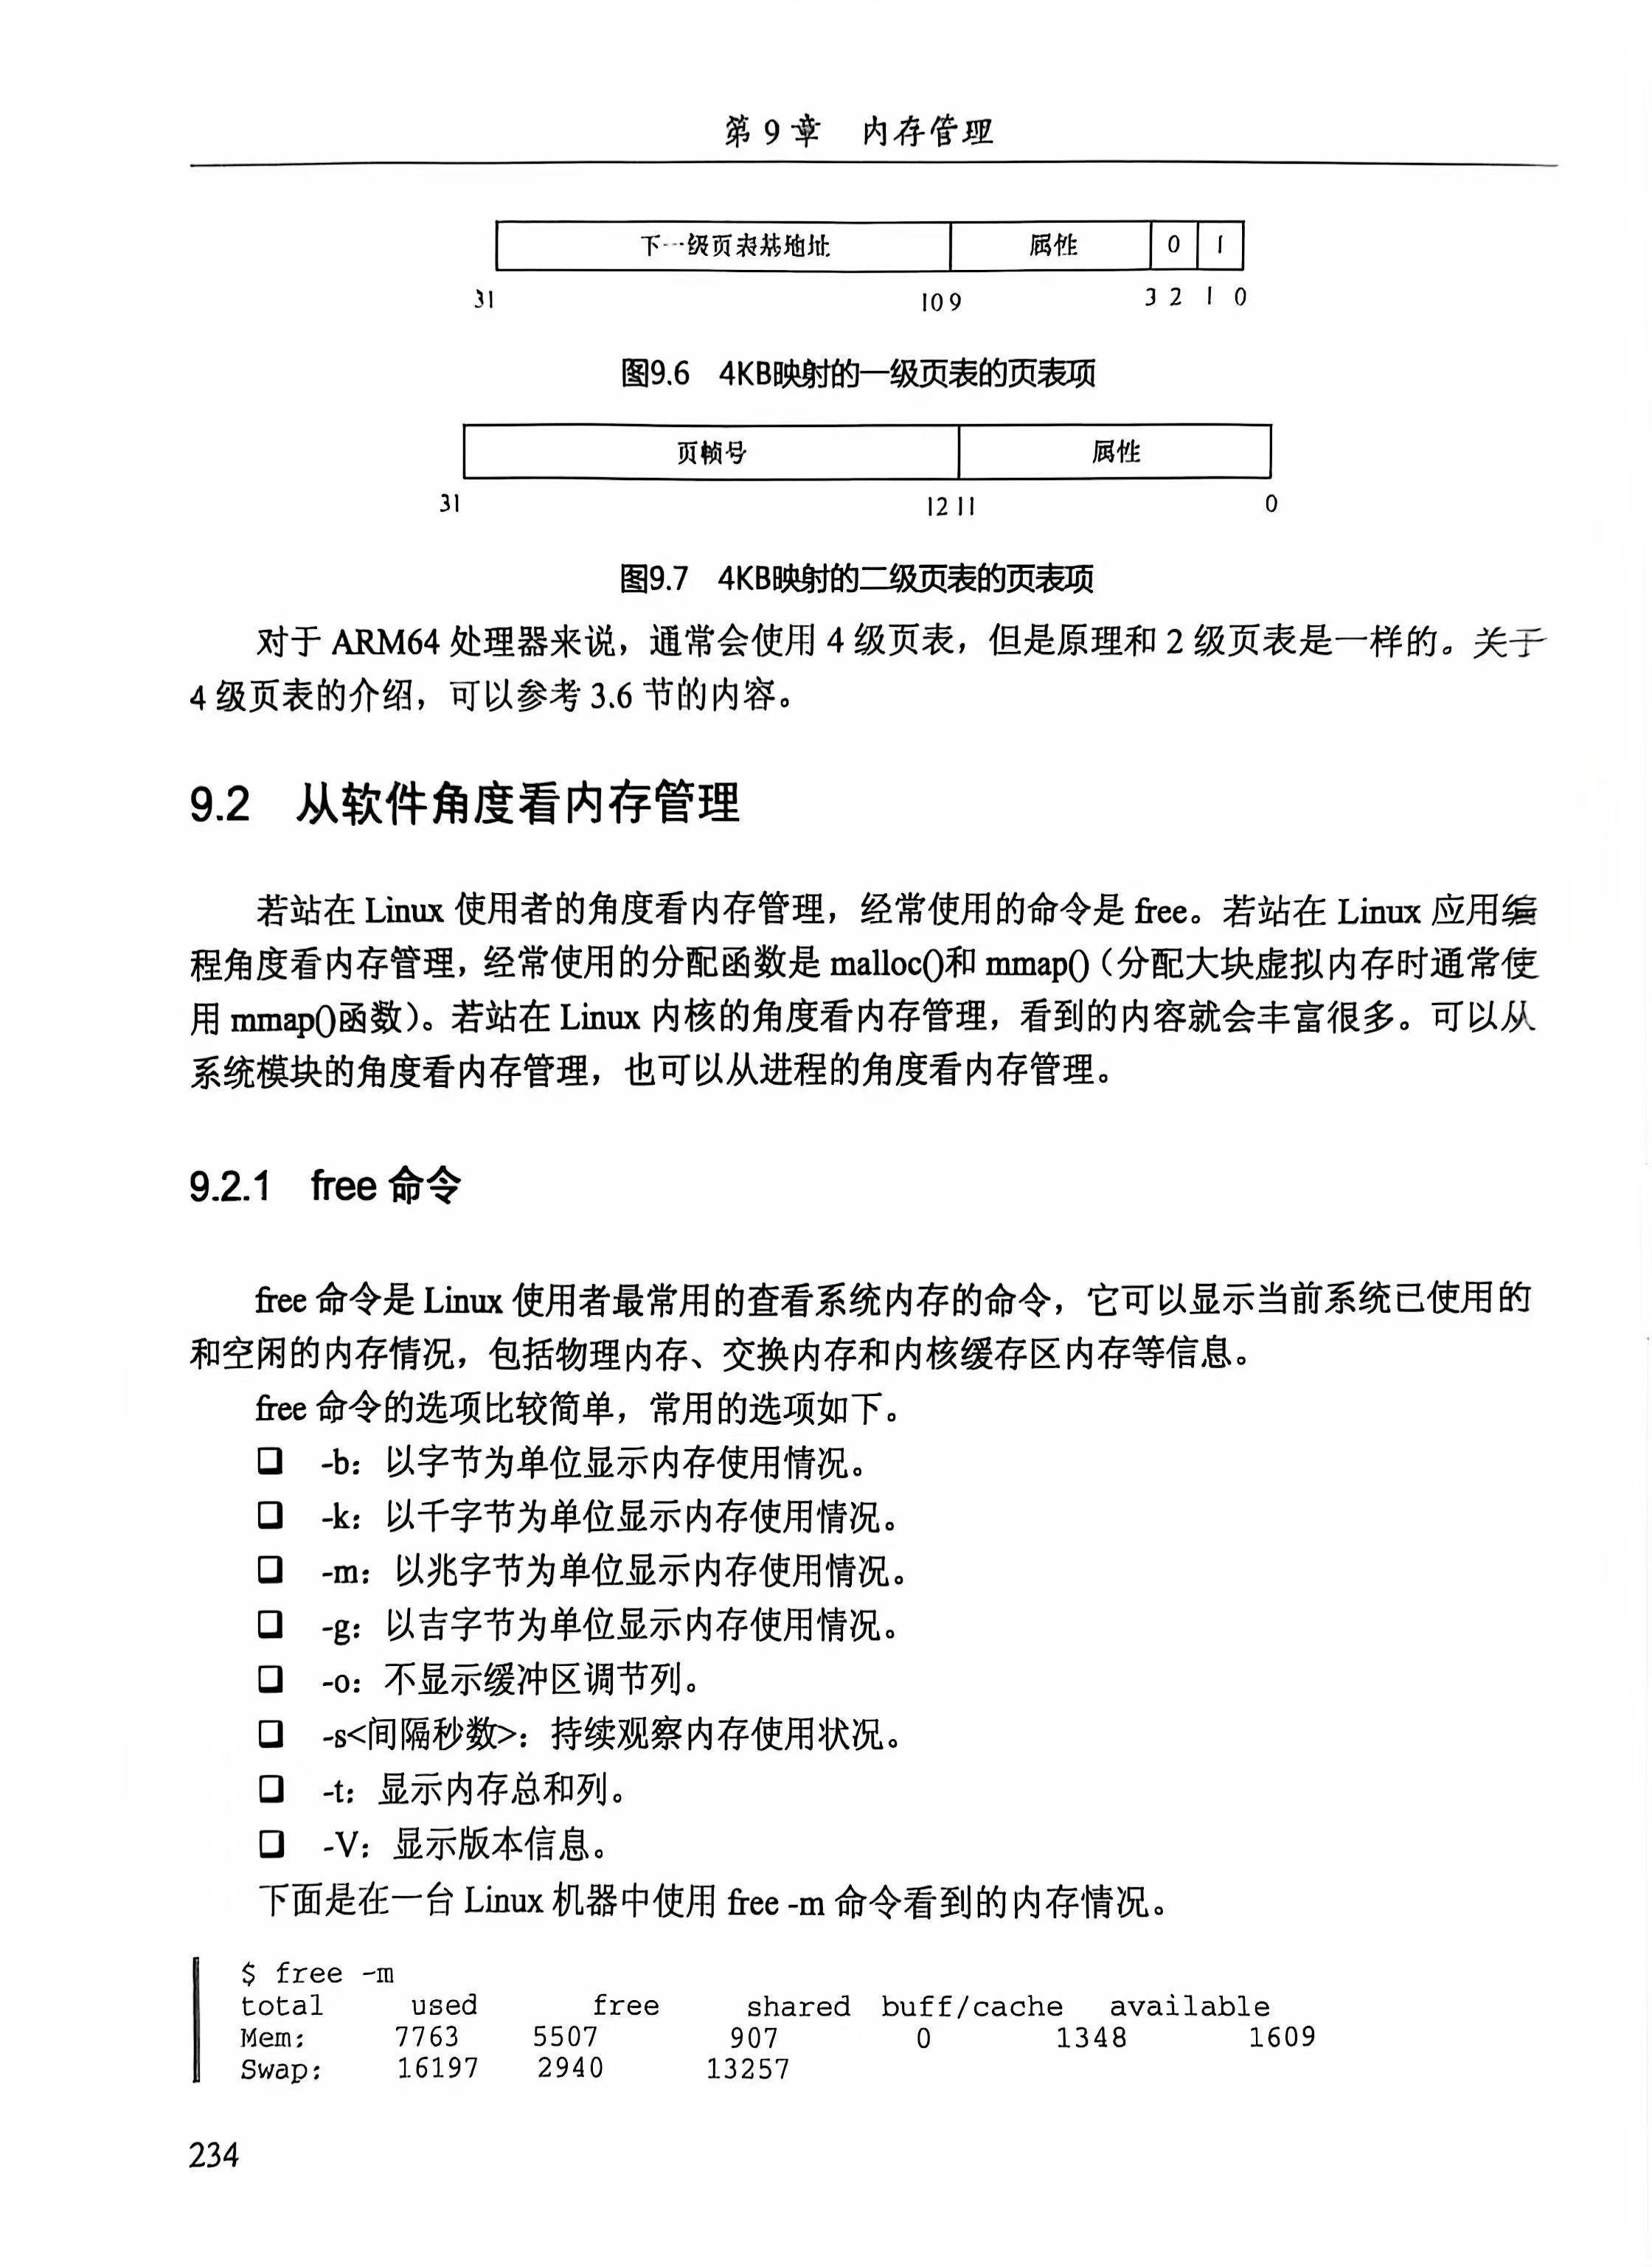 第9章 内存管理
下一级页表基地址 属性 0 1
31 10 9 3 2 1 0
图9.6 4KB映射的一级页表的页表项
页帧号 属性
31 12 11 0
图9.7 4KB映射的二级页表的页表项
对于 ARM64 处理器来说，通常会使用 4 级页表，但是原理和 2 级页表是一样的。关于
4 级页表的介绍，可以参考 3.6 节的内容。
9.2 从软件角度看内存管理
若站在 Linux 使用者的角度看内存管理，经常使用的命令是 free。若站在 Linux 应用编
程角度看内存管理，经常使用的分配函数是 malloc()和 mmap()（分配大块虚拟内存时通常使
用 mmap()函数）。若站在 Linux 内核的角度看内存管理，看到的内容就会丰富很多。可以从
系统模块的角度看内存管理，也可以从进程的角度看内存管理。
9.2.1 free 命令
free 命令是 Linux 使用者最常用的查看系统内存的命令，它可以显示当前系统已使用的
和空闲的内存情况，包括物理内存、交换内存和内核缓存区内存等信息。
free 命令的选项比较简单，常用的选项如下。
❑ -b：以字节为单位显示内存使用情况。
❑ -k：以千字节为单位显示内存使用情况。
❑ -m：以兆字节为单位显示内存使用情况。
❑ -g：以吉字节为单位显示内存使用情况。
❑ -o：不显示缓冲区调节列。
❑ -s<间隔秒数>：持续观察内存使用状况。
❑ -t：显示内存总和列。
❑ -V：显示版本信息。
下面是在一台 Linux 机器中使用 free -m 命令看到的内存情况。
$ free -m
total used free shared buff/cache available
Mem: 7763 5507 907 0 1348 1609
Swap: 16197 2940 13257
234